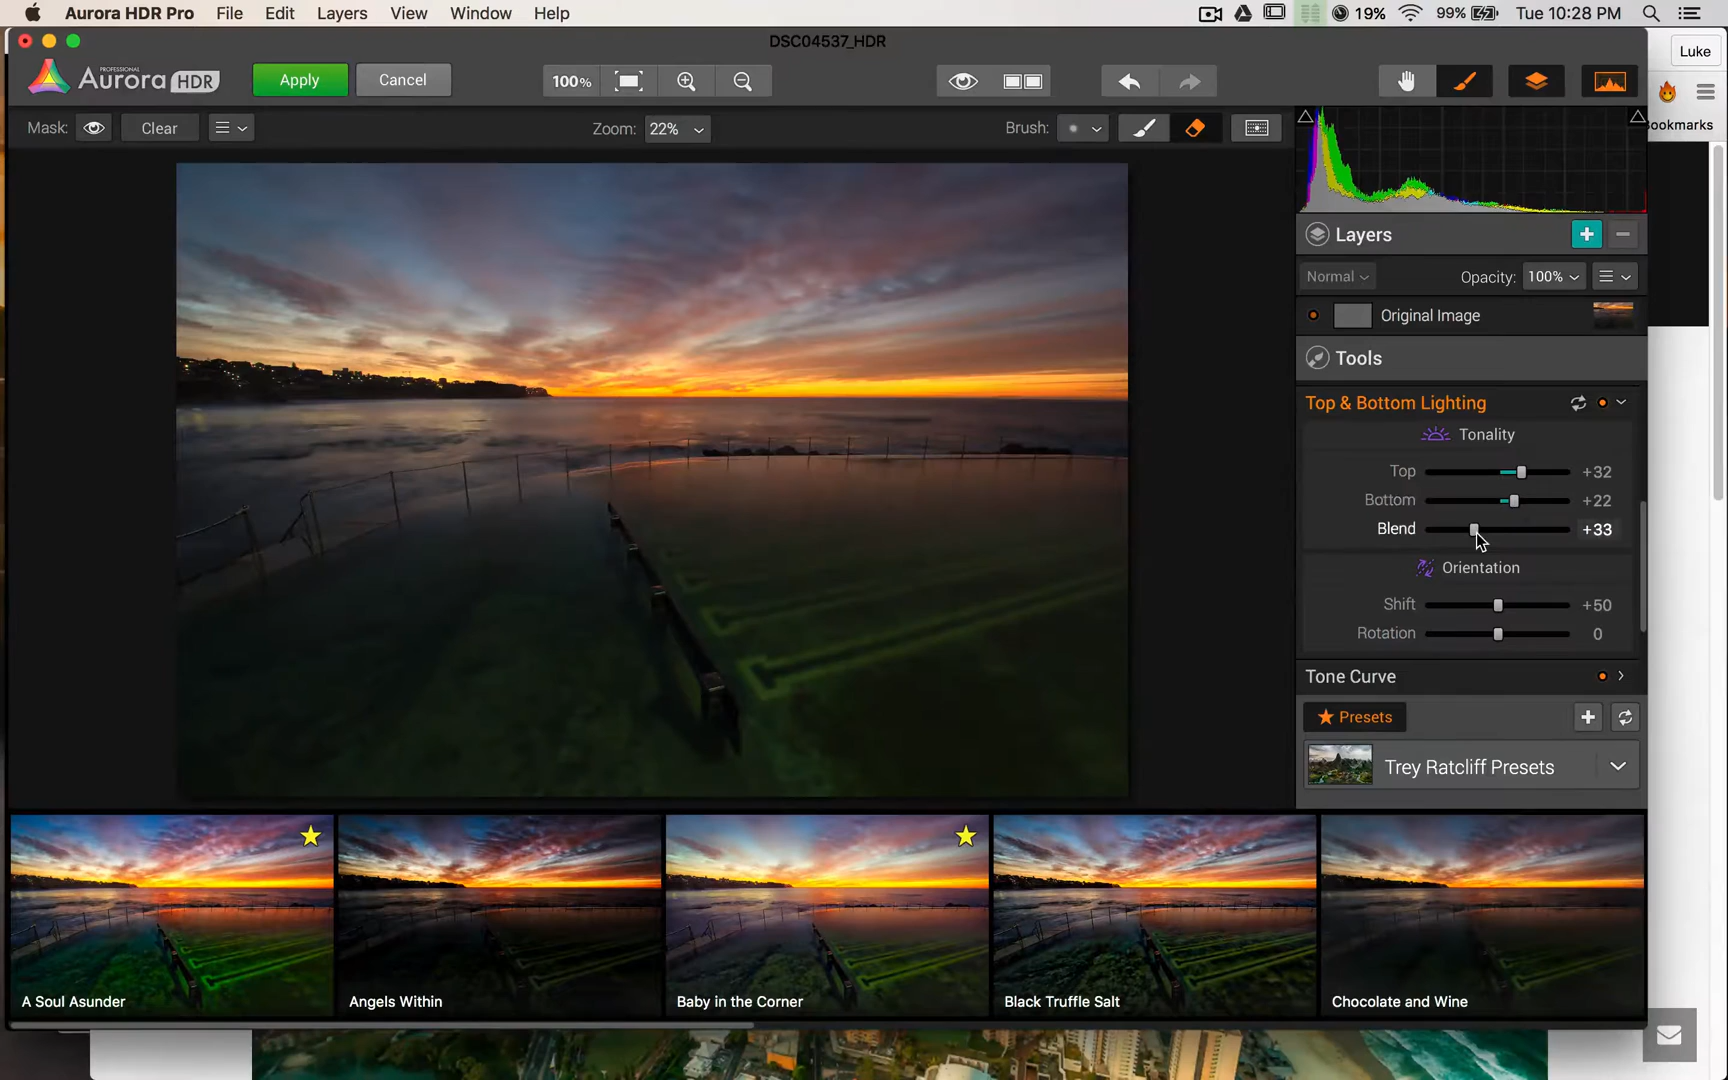 Aurora HDR Pro File Edit Layers View Window Help 19% 99% Tue 10:28 PM
DSC04537_HDR
Luke
PROFESSIONAL
Aurora HDR Apply Cancel 100%
ookmarks
Mask: Clear Zoom: 22% Brush:
Layers
Normal Opacity: 100%
Original Image
Tools
Top & Bottom Lighting
Tonality
Top +32
Bottom +22
Blend +33
Orientation
Shift +50
Rotation 0
Tone Curve
Presets
Trey Ratcliff Presets
A Soul Asunder Angels Within Baby in the Corner Black Truffle Salt Chocolate and Wine